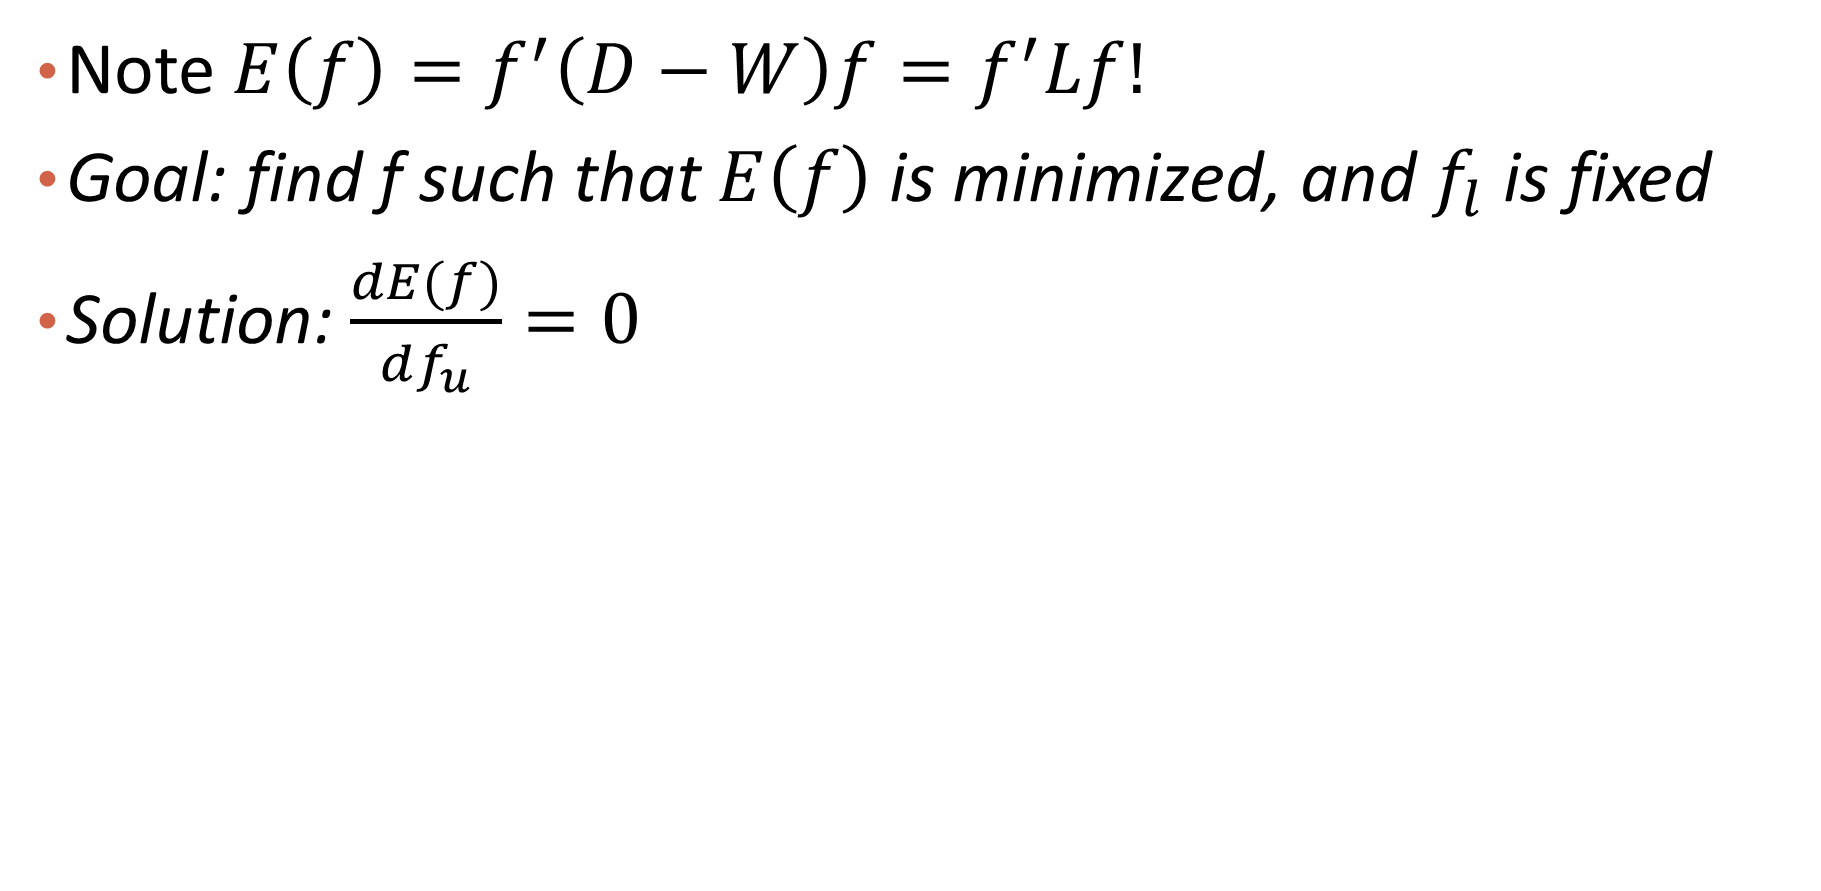 • Note E(f) = f′(D − W)f = f′Lf!
• Goal: find f such that E(f) is minimized, and f_l is fixed
• Solution: dE(f)/df_u = 0